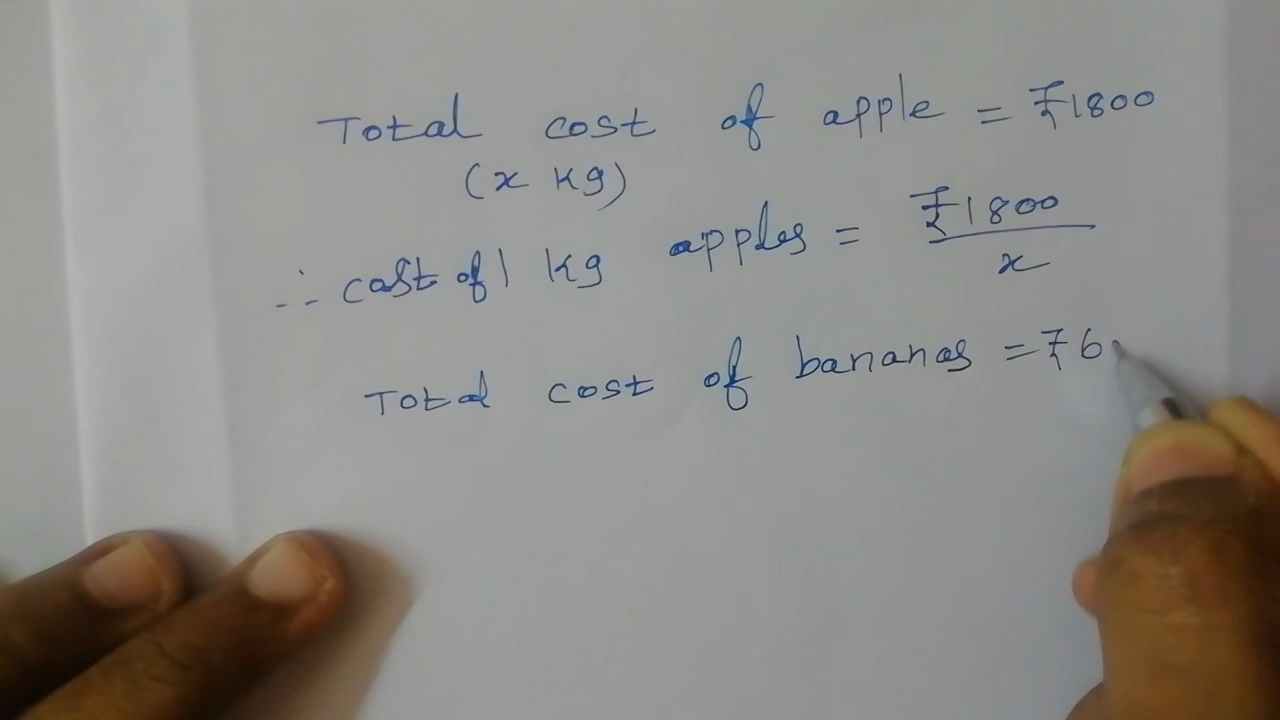 Total cost of apple = ₹1800
(x kg)
∴ cost of 1 kg apples = ₹1800/x
Total cost of bananas = ₹6